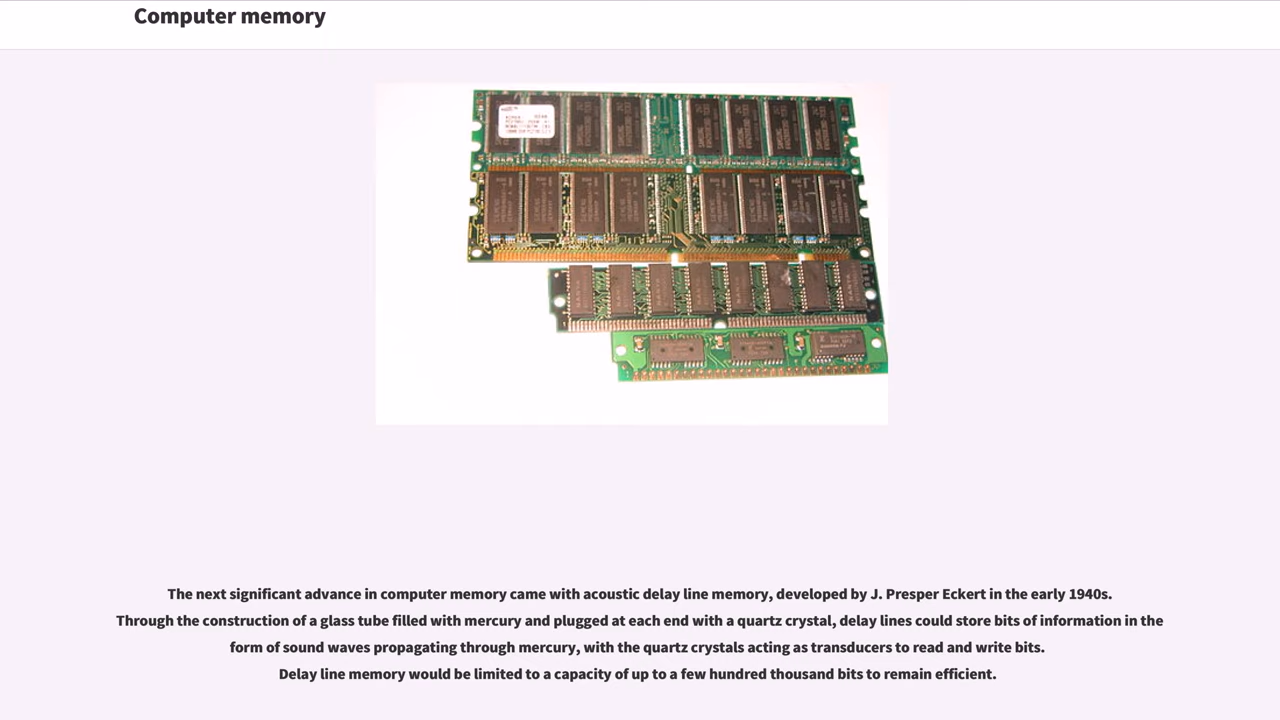 Computer memory
The next significant advance in computer memory came with acoustic delay line memory, developed by J. Presper Eckert in the early 1940s.
Through the construction of a glass tube filled with mercury and plugged at each end with a quartz crystal, delay lines could store bits of information in the
form of sound waves propagating through mercury, with the quartz crystals acting as transducers to read and write bits.
Delay line memory would be limited to a capacity of up to a few hundred thousand bits to remain efficient.